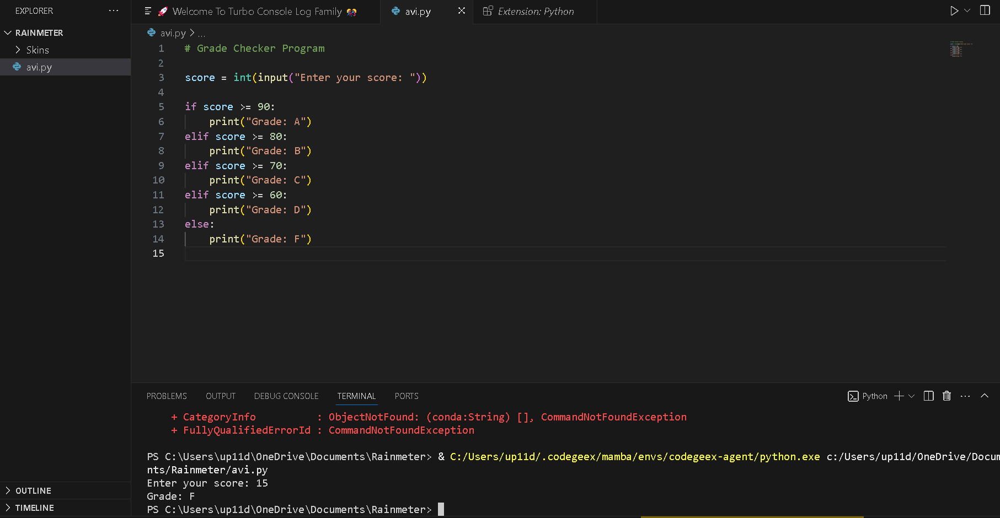 EXPLORER ...
RAINMETER
Skins
avi.py
OUTLINE
TIMELINE
🚀 Welcome To Turbo Console Log Family 🎊
avi.py
Extension: Python
avi.py > ...
1 # Grade Checker Program
2
3 score = int(input("Enter your score: "))
4
5 if score >= 90:
6     print("Grade: A")
7 elif score >= 80:
8     print("Grade: B")
9 elif score >= 70:
10     print("Grade: C")
11 elif score >= 60:
12     print("Grade: D")
13 else:
14     print("Grade: F")
15
PROBLEMS OUTPUT DEBUG CONSOLE TERMINAL PORTS
Python
+ CategoryInfo          : ObjectNotFound: (conda:String) [], CommandNotFoundException
+ FullyQualifiedErrorId : CommandNotFoundException
PS C:\Users\up11d\OneDrive\Documents\Rainmeter> & C:/Users/up11d/.codegeex/mamba/envs/codegeex-agent/python.exe c:/Users/up11d/OneDrive/Docum
nts/Rainmeter/avi.py
Enter your score: 15
Grade: F
PS C:\Users\up11d\OneDrive\Documents\Rainmeter>